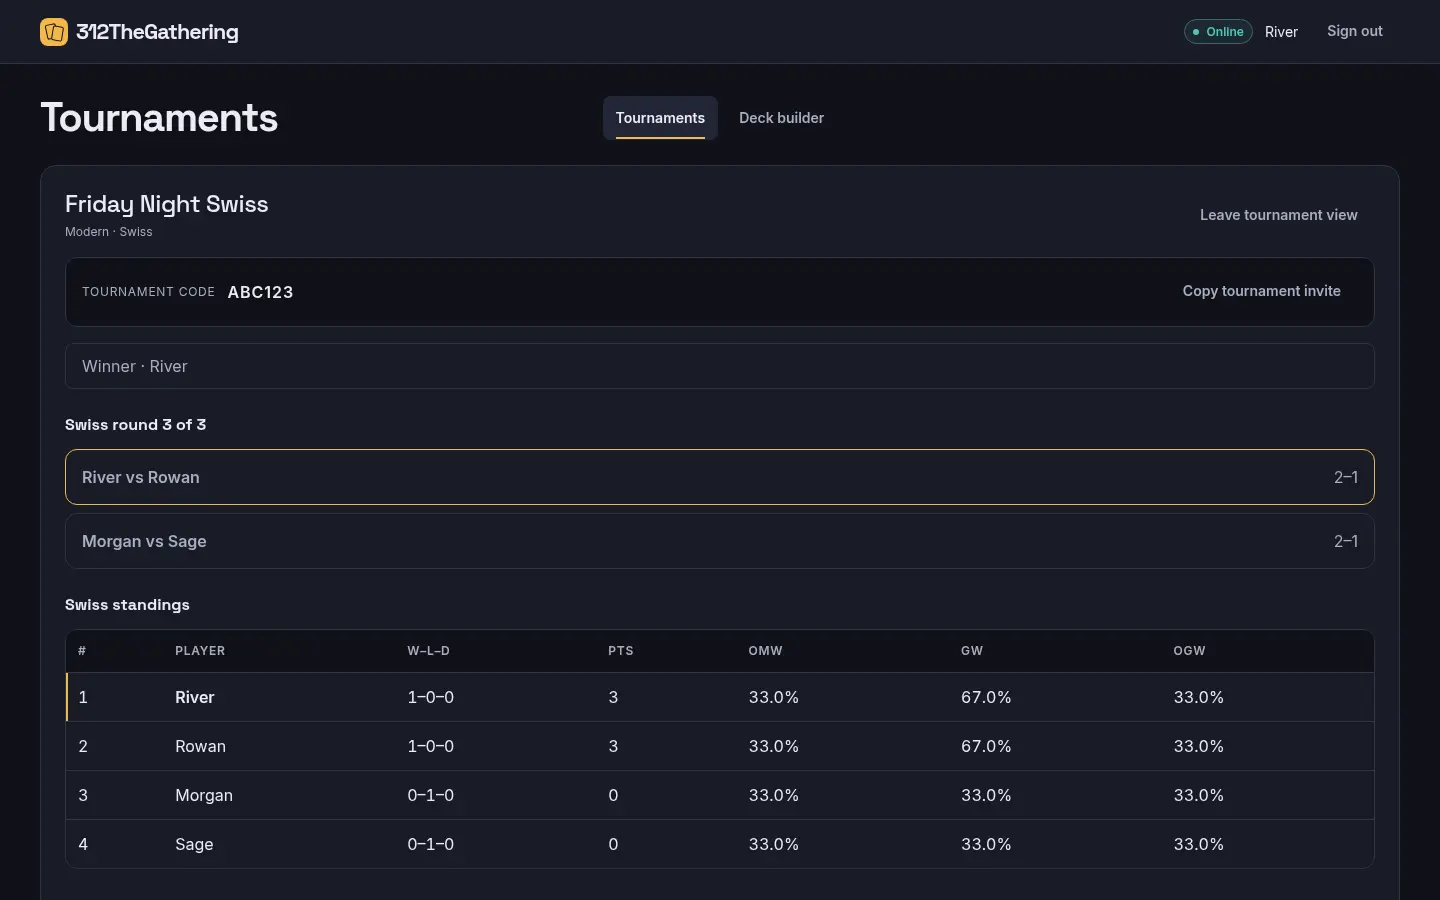 312TheGathering
Online
River
Sign out
Tournaments
Tournaments
Deck builder
Friday Night Swiss
Modern · Swiss
Leave tournament view
TOURNAMENT CODE ABC123
Copy tournament invite
Winner · River
Swiss round 3 of 3
River vs Rowan 2–1
Morgan vs Sage 2–1
Swiss standings
# PLAYER W–L–D PTS OMW GW OGW
1 River 1–0–0 3 33.0% 67.0% 33.0%
2 Rowan 1–0–0 3 33.0% 67.0% 33.0%
3 Morgan 0–1–0 0 33.0% 33.0% 33.0%
4 Sage 0–1–0 0 33.0% 33.0% 33.0%